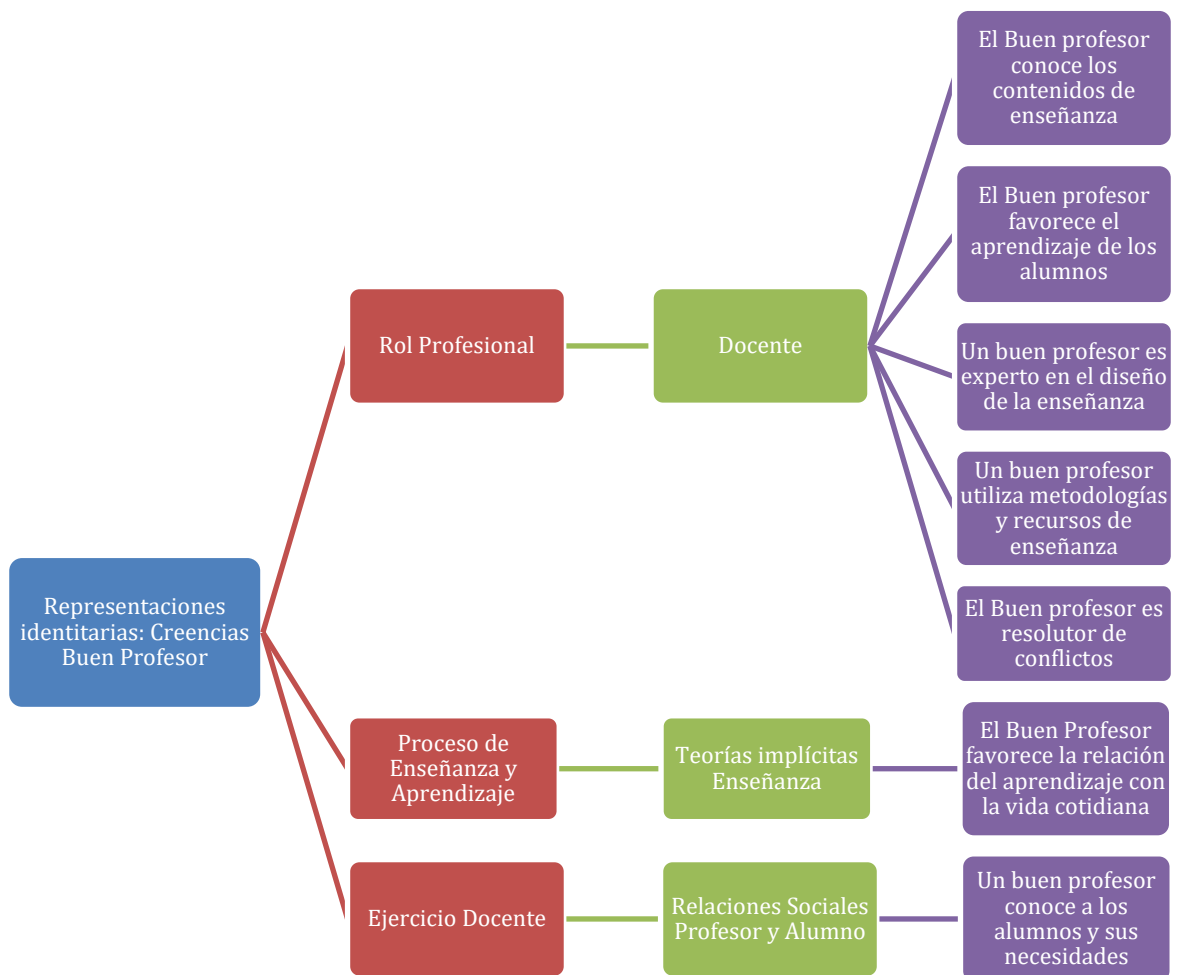 El Buen profesor
conoce los
contenidos de
enseñanza
El Buen profesor
favorece el
aprendizaje de los
alumnos
Rol Profesional
Docente
Un buen profesor es
experto en el diseño
de la enseñanza
Un buen profesor
utiliza metodologías
y recursos de
enseñanza
Representaciones
identitarias: Creencias
Buen Profesor
El Buen profesor es
resolutor de
conflictos
Proceso de
Enseñanza y
Aprendizaje
Teorías implícitas
Enseñanza
El Buen Profesor
favorece la relación
del aprendizaje con
la vida cotidiana
Ejercicio Docente
Relaciones Sociales
Profesor y Alumno
Un buen profesor
conoce a los
alumnos y sus
necesidades